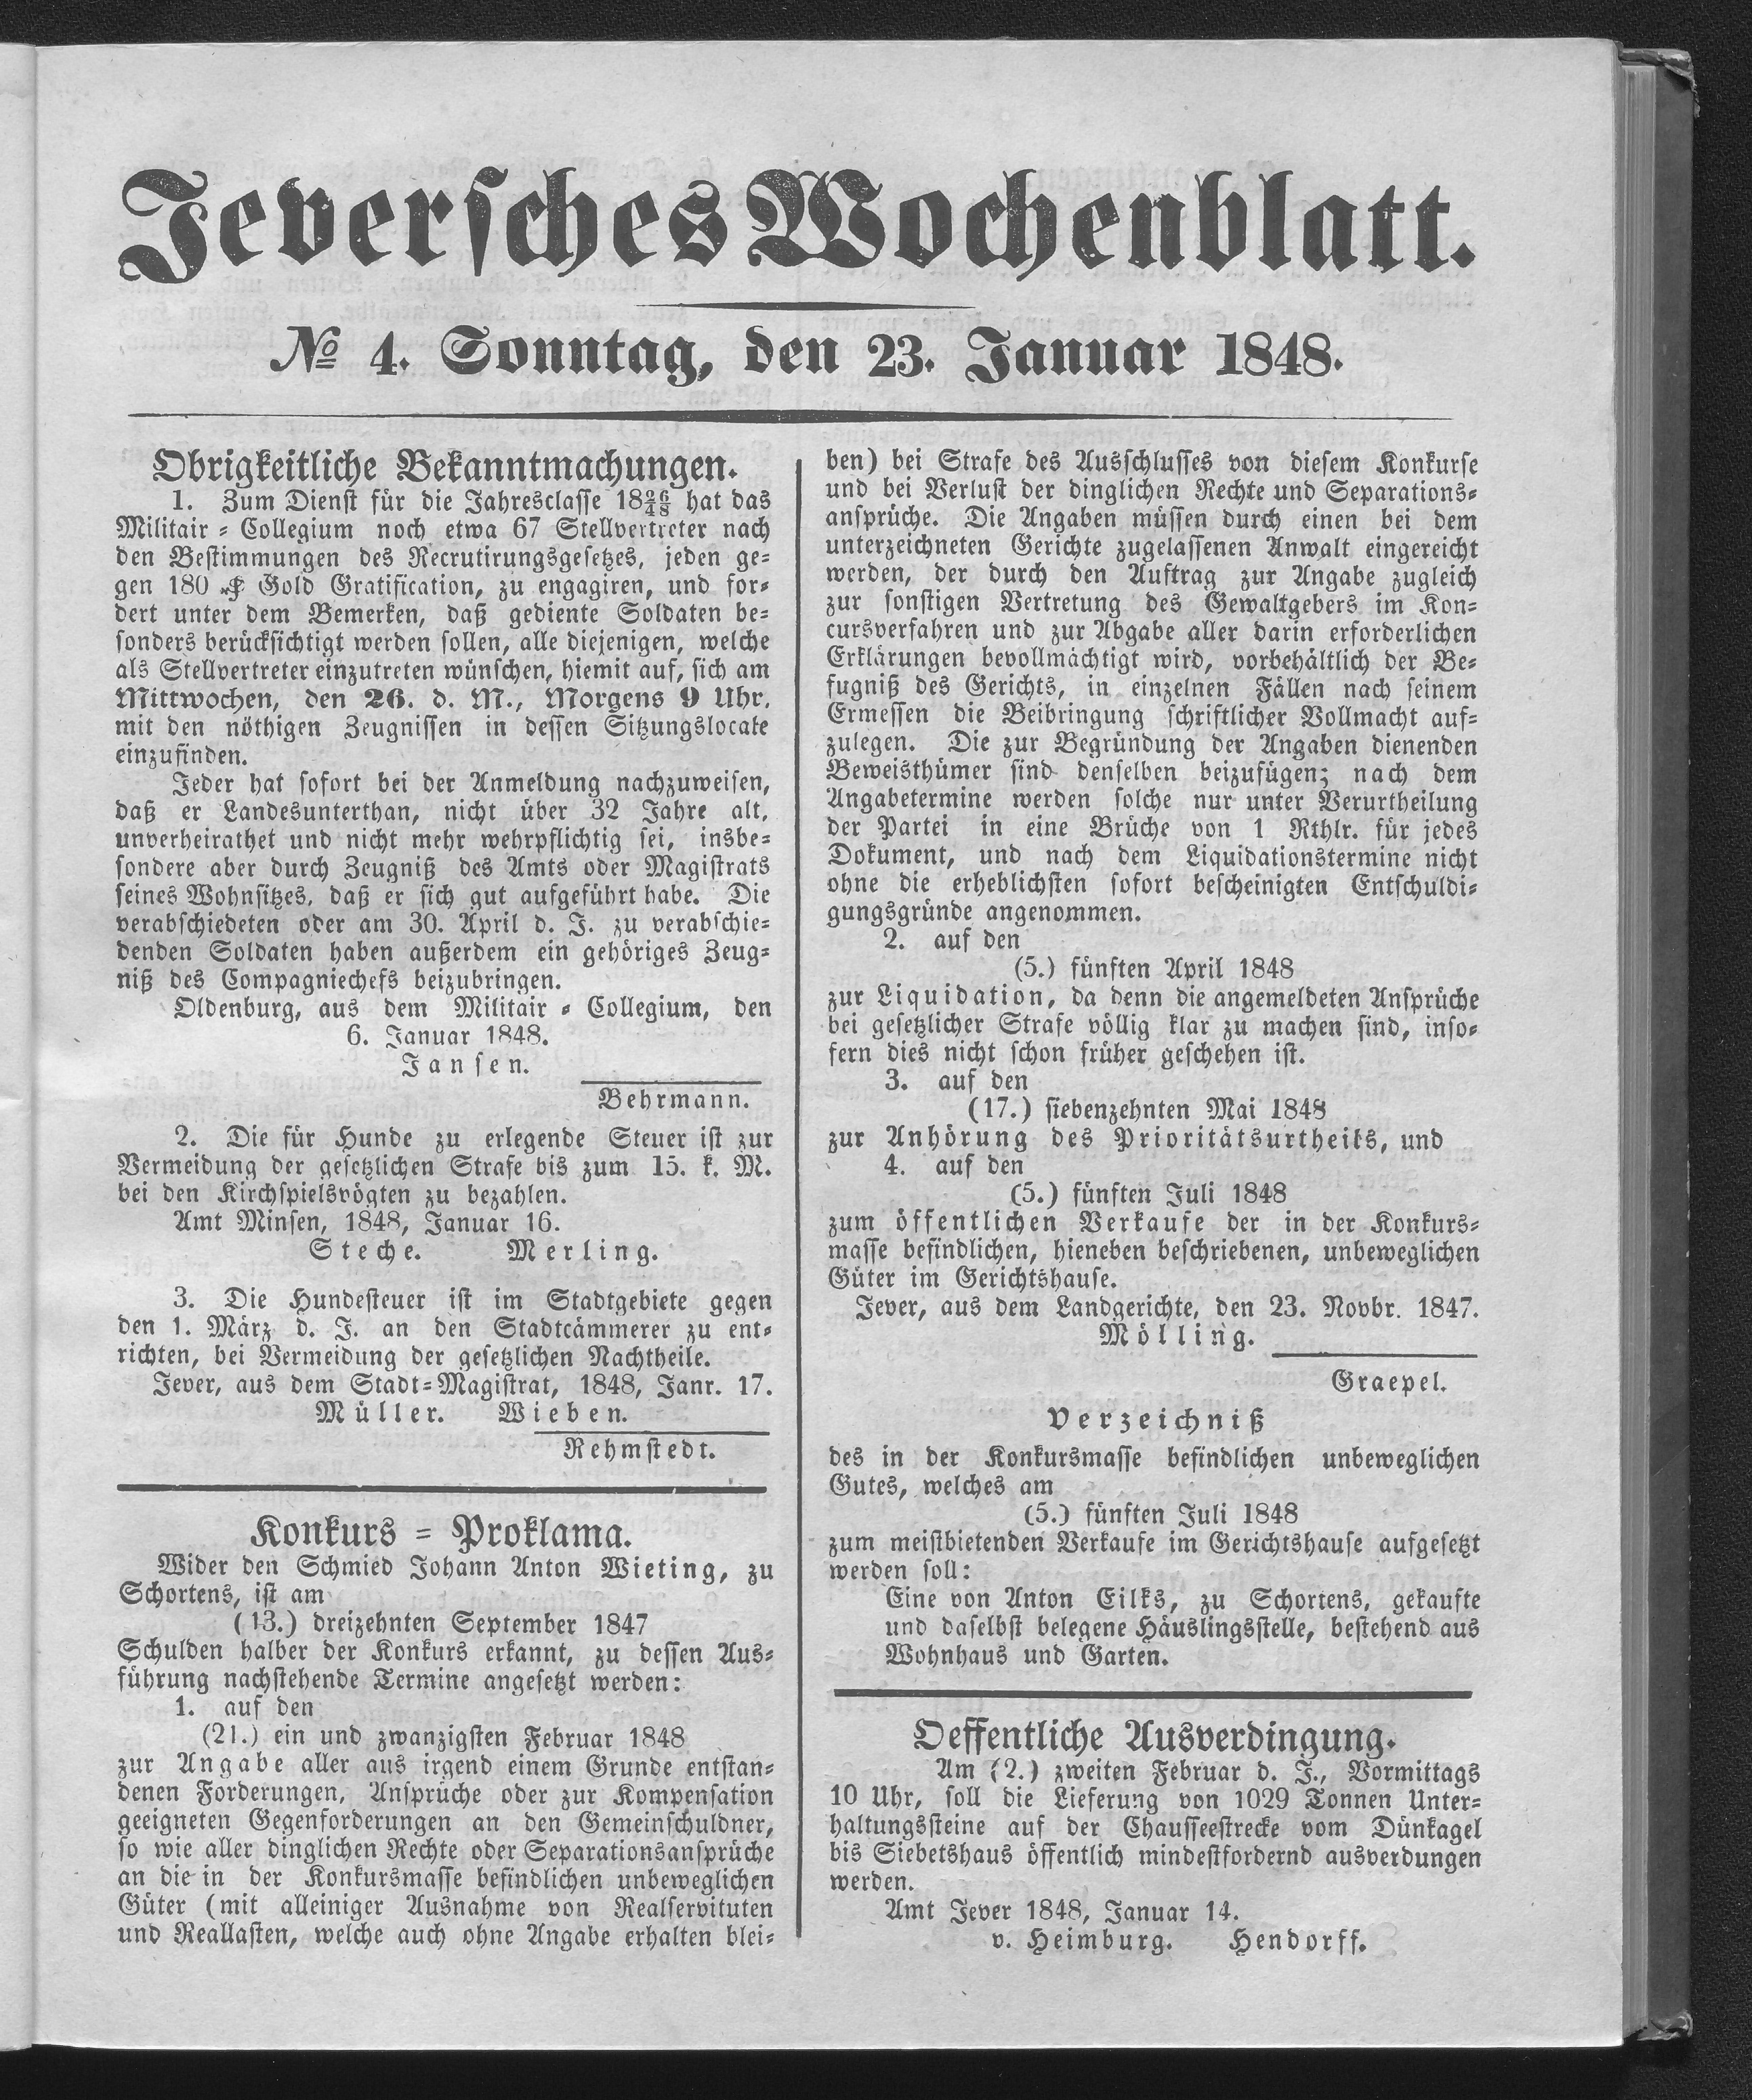 Jeversches Wochenblatt.
№ 4. Sonntag, den 23. Januar 1848.
Obrigkeitliche Bekanntmachungen.
1. Zum Dienst für die Jahresclasse 18 26/48 hat das
Militair = Collegium noch etwa 67 Stellvertreter nach
den Bestimmungen des Recrutirungsgesetzes, jeden ge=
gen 180 Gold Gratification, zu engagiren, und for=
dert unter dem Bemerken, daß gediente Soldaten be=
sonders berücksichtigt werden sollen, alle diejenigen, welche
als Stellvertreter einzutreten wünschen, hiemit auf, sich am
Mittwochen, den 26. d. M., Morgens 9 Uhr,
mit den nöthigen Zeugnissen in dessen Sitzungslocate
einzufinden.
Jeder hat sofort bei der Anmeldung nachzuweisen,
daß er Landesunterthan, nicht über 32 Jahre alt,
unverheirathet und nicht mehr wehrpflichtig sei, insbe=
sondere aber durch Zeugniß des Amts oder Magistrats
seines Wohnsitzes, daß er sich gut aufgeführt habe. Die
verabschiedeten oder am 30. April d. J. zu verabschie=
denden Soldaten haben außerdem ein gehöriges Zeug=
niß des Compagniechefs beizubringen.
Oldenburg, aus dem Militair = Collegium, den
6. Januar 1848.
Jansen.
Behrmann.
2. Die für Hunde zu erlegende Steuer ist zur
Vermeidung der gesetzlichen Strafe bis zum 15. k. M.
bei den Kirchspielsvögten zu bezahlen.
Amt Minsen, 1848, Januar 16.
Steche. Merling.
3. Die Hundesteuer ist im Stadtgebiete gegen
den 1. März d. J. an den Stadtcämmerer zu ent=
richten, bei Vermeidung der gesetzlichen Nachtheile.
Jever, aus dem Stadt=Magistrat, 1848, Janr. 17.
Müller. Wieben.
Rehmstedt.
Konkurs = Proklama.
Wider den Schmied Johann Anton Wieting, zu
Schortens, ist am
(13.) dreizehnten September 1847
Schulden halber der Konkurs erkannt, zu dessen Aus=
führung nachstehende Termine angesetzt werden:
1. auf den
(21.) ein und zwanzigsten Februar 1848
zur Angabe aller aus irgend einem Grunde entstan=
denen Forderungen, Ansprüche oder zur Kompensation
geeigneten Gegenforderungen an den Gemeinschuldner,
so wie aller dinglichen Rechte oder Separationsansprüche
an die in der Konkursmasse befindlichen unbeweglichen
Güter (mit alleiniger Ausnahme von Realservituten
und Reallasten, welche auch ohne Angabe erhalten blei=
ben) bei Strafe des Ausschlusses von diesem Konkurse
und bei Verlust der dinglichen Rechte und Separations=
ansprüche. Die Angaben müssen durch einen bei dem
unterzeichneten Gerichte zugelassenen Anwalt eingereicht
werden, der durch den Auftrag zur Angabe zugleich
zur sonstigen Vertretung des Gewaltgebers im Kon=
cursverfahren und zur Abgabe aller darin erforderlichen
Erklärungen bevollmächtigt wird, vorbehältlich der Be=
fugniß des Gerichts, in einzelnen Fällen nach seinem
Ermessen die Beibringung schriftlicher Vollmacht auf=
zulegen. Die zur Begründung der Angaben dienenden
Beweisthümer sind denselben beizufügen; nach dem
Angabetermine werden solche nur unter Verurtheilung
der Partei in eine Brüche von 1 Rthlr. für jedes
Dokument, und nach dem Liquidationstermine nicht
ohne die erheblichsten sofort bescheinigten Entschuldi=
gungsgründe angenommen.
2. auf den
(5.) fünften April 1848
zur Liquidation, da denn die angemeldeten Ansprüche
bei gesetzlicher Strafe völlig klar zu machen sind, inso=
fern dies nicht schon früher geschehen ist.
3. auf den
(17.) siebenzehnten Mai 1848
zur Anhörung des Prioritätsurtheils, und
4. auf den
(5.) fünften Juli 1848
zum öffentlichen Verkaufe der in der Konkurs=
masse befindlichen, hieneben beschriebenen, unbeweglichen
Güter im Gerichtshause.
Jever, aus dem Landgerichte, den 23. Novbr. 1847.
Mölling.
Graepel.
Verzeichniß
des in der Konkursmasse befindlichen unbeweglichen
Gutes, welches am
(5.) fünften Juli 1848
zum meistbietenden Verkaufe im Gerichtshause aufgesetzt
werden soll:
Eine von Anton Eilks, zu Schortens, gekaufte
und daselbst belegene Häuslingsstelle, bestehend aus
Wohnhaus und Garten.
Oeffentliche Ausverdingung.
Am (2.) zweiten Februar d. J., Vormittags
10 Uhr, soll die Lieferung von 1029 Tonnen Unter=
haltungssteine auf der Chausseestrecke vom Dünkagel
bis Siebetshaus öffentlich mindestfordernd ausverdungen
werden.
Amt Jever 1848, Januar 14.
v. Heimburg. Hendorff.